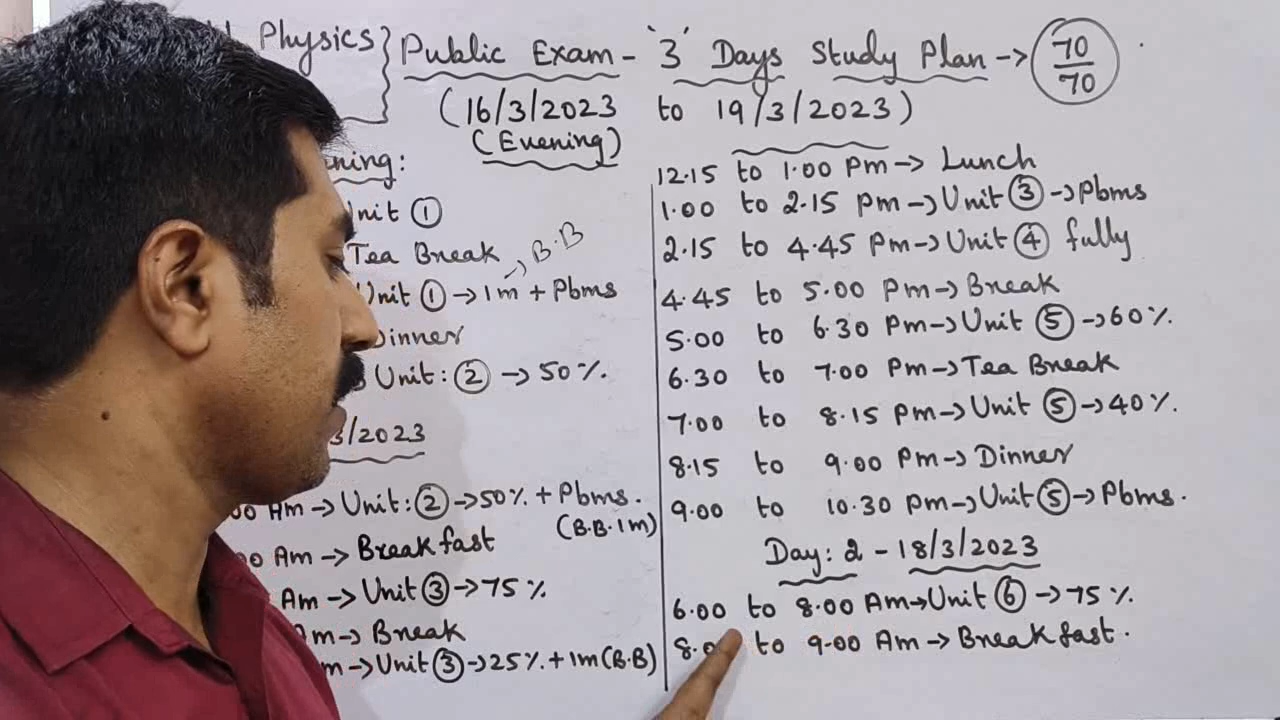 Physics
Public Exam - '3' Days Study Plan → 70/70
(16/3/2023 to 19/3/2023)
(Evening)
Unit ①
Tea Break
Unit ① → 1m + Pbms → B.B
Dinner
Unit: ② → 50%.
3/2023
00 Am → Unit: ② → 50% + Pbms.
(B.B. 1m)
00 Am → Breakfast
Am → Unit ③ → 75%
Am → Break
m → Unit ③ → 25% + 1m (B.B)
12.15 to 1.00 Pm → Lunch
1.00 to 2.15 Pm → Unit ③ → Pbms
2.15 to 4.45 Pm → Unit ④ fully
4.45 to 5.00 Pm → Break
5.00 to 6.30 Pm → Unit ⑤ → 60%.
6.30 to 7.00 Pm → Tea Break
7.00 to 8.15 Pm → Unit ⑤ → 40%.
8.15 to 9.00 Pm → Dinner
9.00 to 10.30 Pm → Unit ⑤ → Pbms.
Day: 2 - 18/3/2023
6.00 to 8.00 Am → Unit ⑥ → 75%.
8.0 to 9.00 Am → Breakfast.